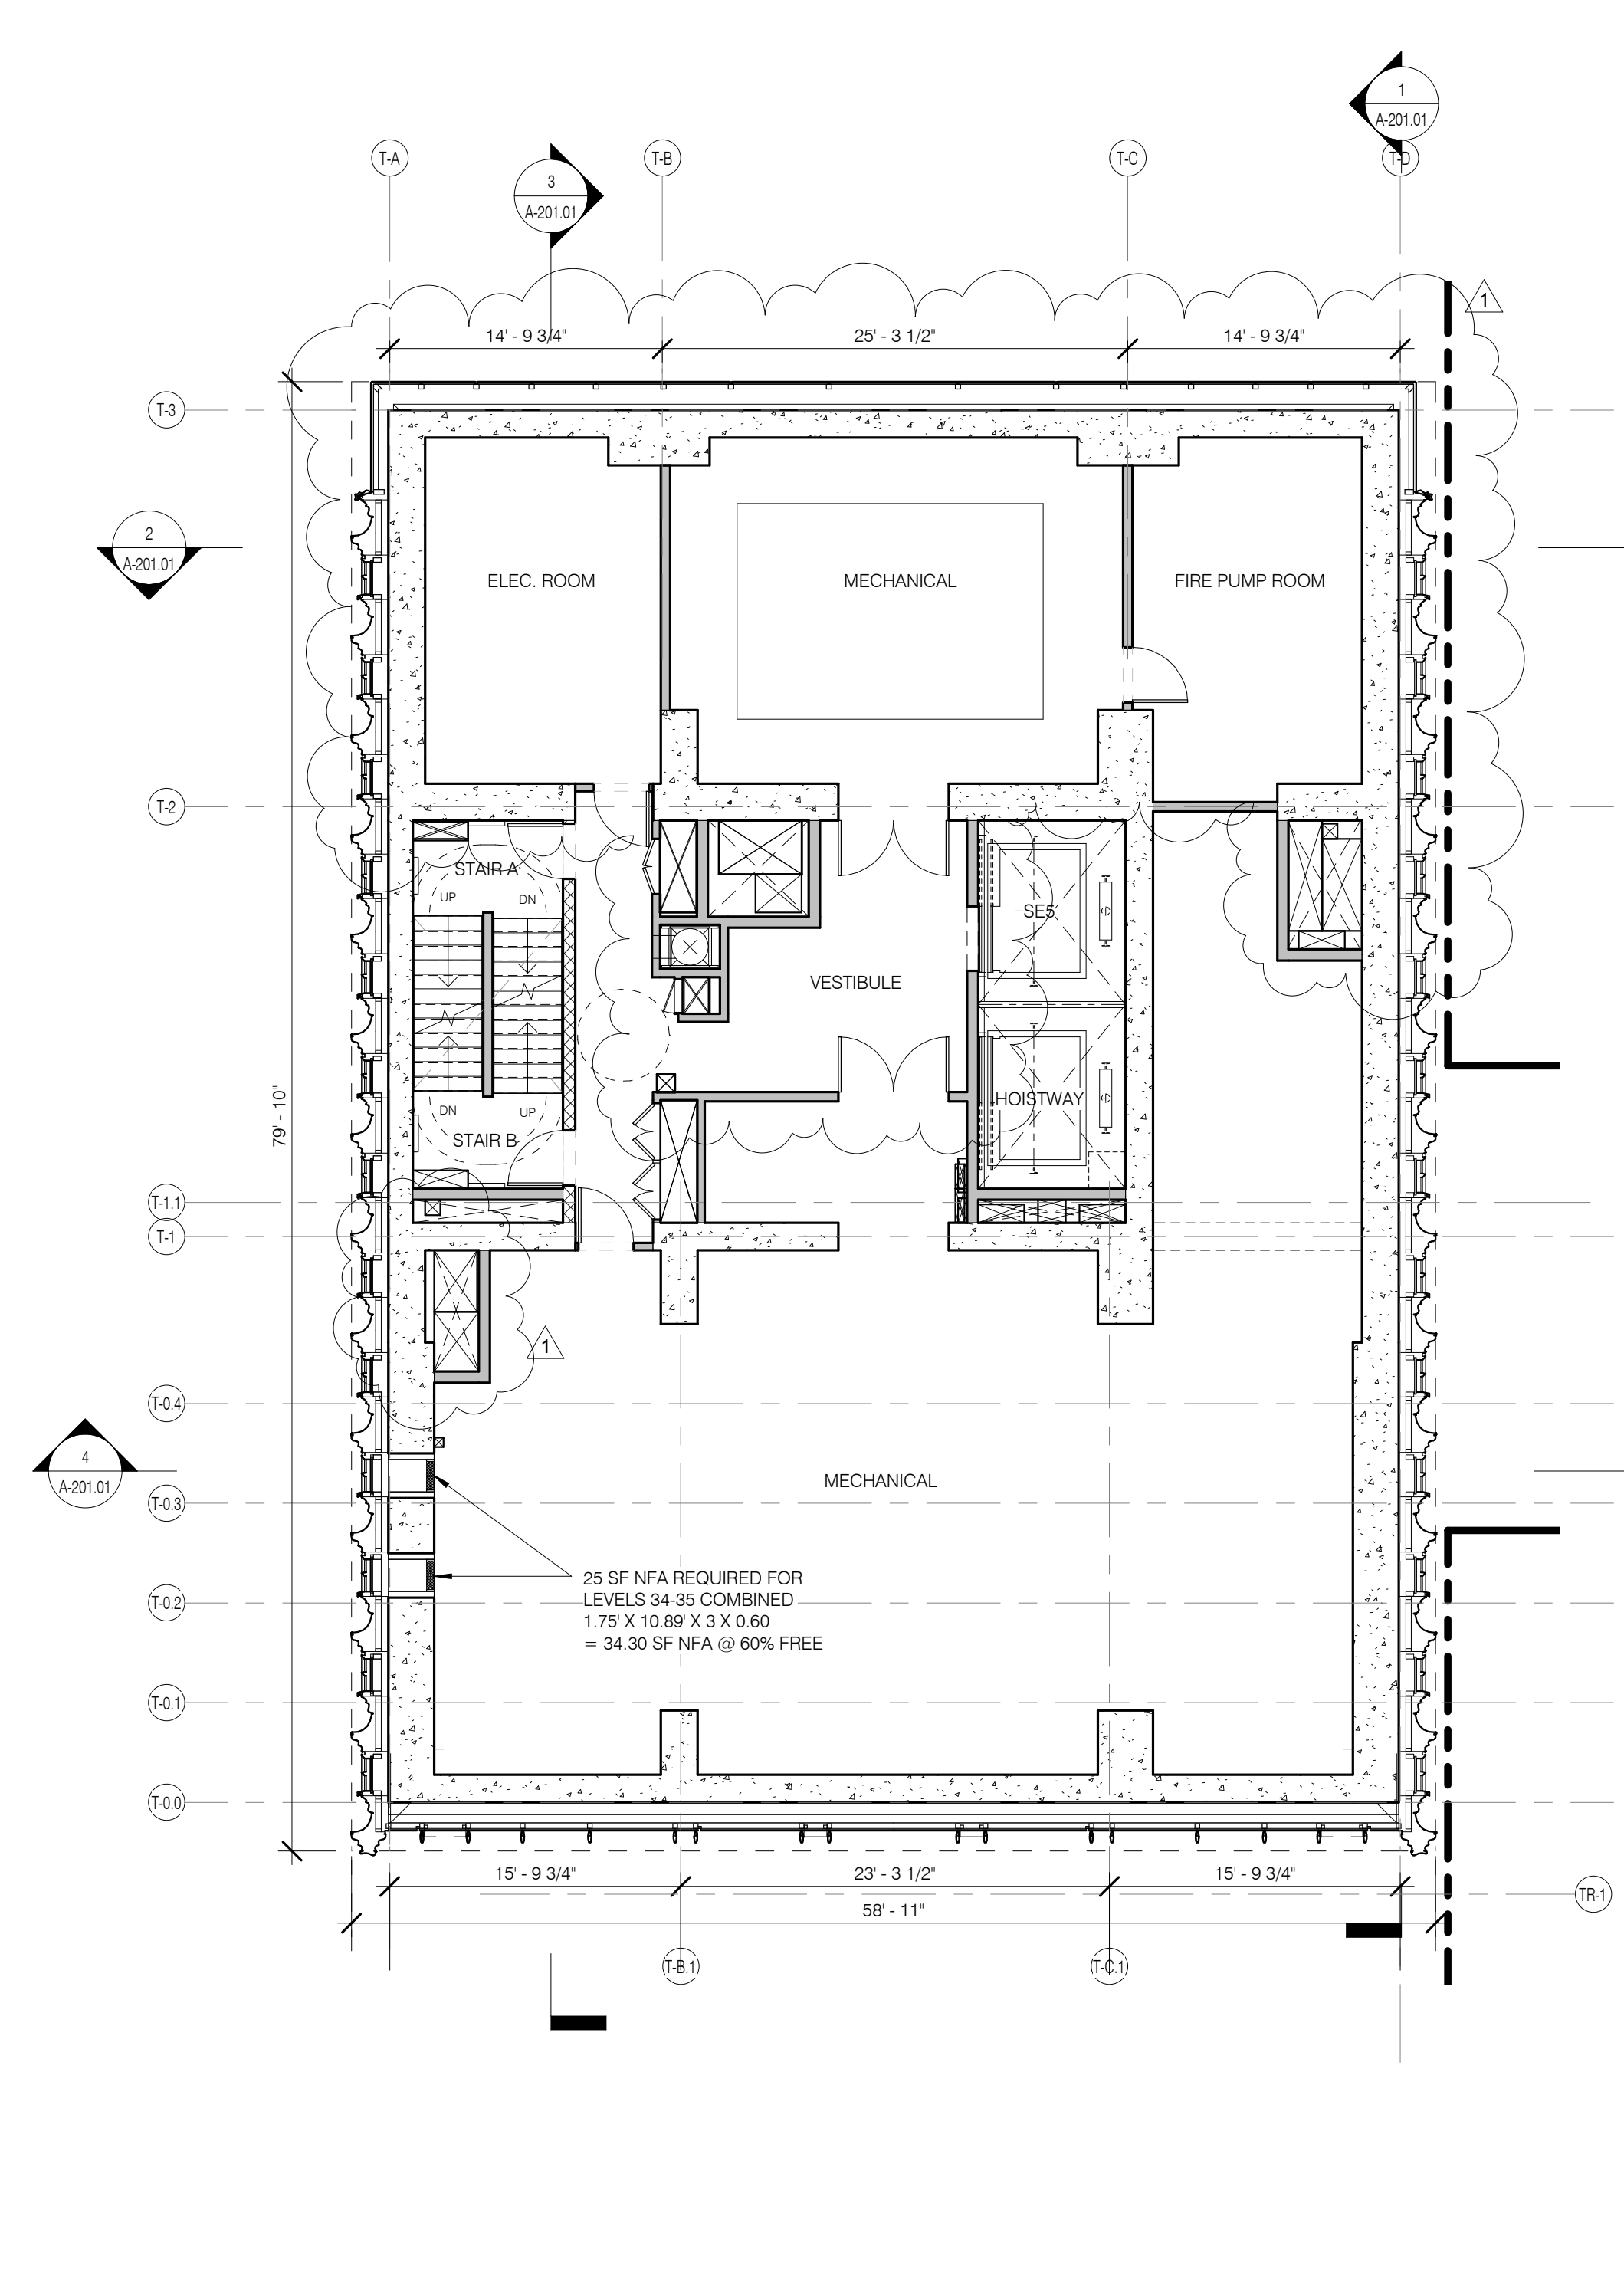 1
A-201.01
T-A
T-B
T-C
T-D
3
A-201.01
1
14' - 9 3/4"
25' - 3 1/2"
14' - 9 3/4"
T-3
2
A-201.01
ELEC. ROOM
MECHANICAL
FIRE PUMP ROOM
T-2
STAIR A
UP
DN
SE5
VESTIBULE
79' - 10"
HOISTWAY
DN
UP
STAIR B
T-1.1
T-1
1
T-0.4
4
A-201.01
MECHANICAL
T-0.3
25 SF NFA REQUIRED FOR
LEVELS 34-35 COMBINED
1.75' X 10.89' X 3 X 0.60
= 34.30 SF NFA @ 60% FREE
T-0.2
T-0.1
T-0.0
15' - 9 3/4"
23' - 3 1/2"
15' - 9 3/4"
TR-1
58' - 11"
T-B.1
T-C.1